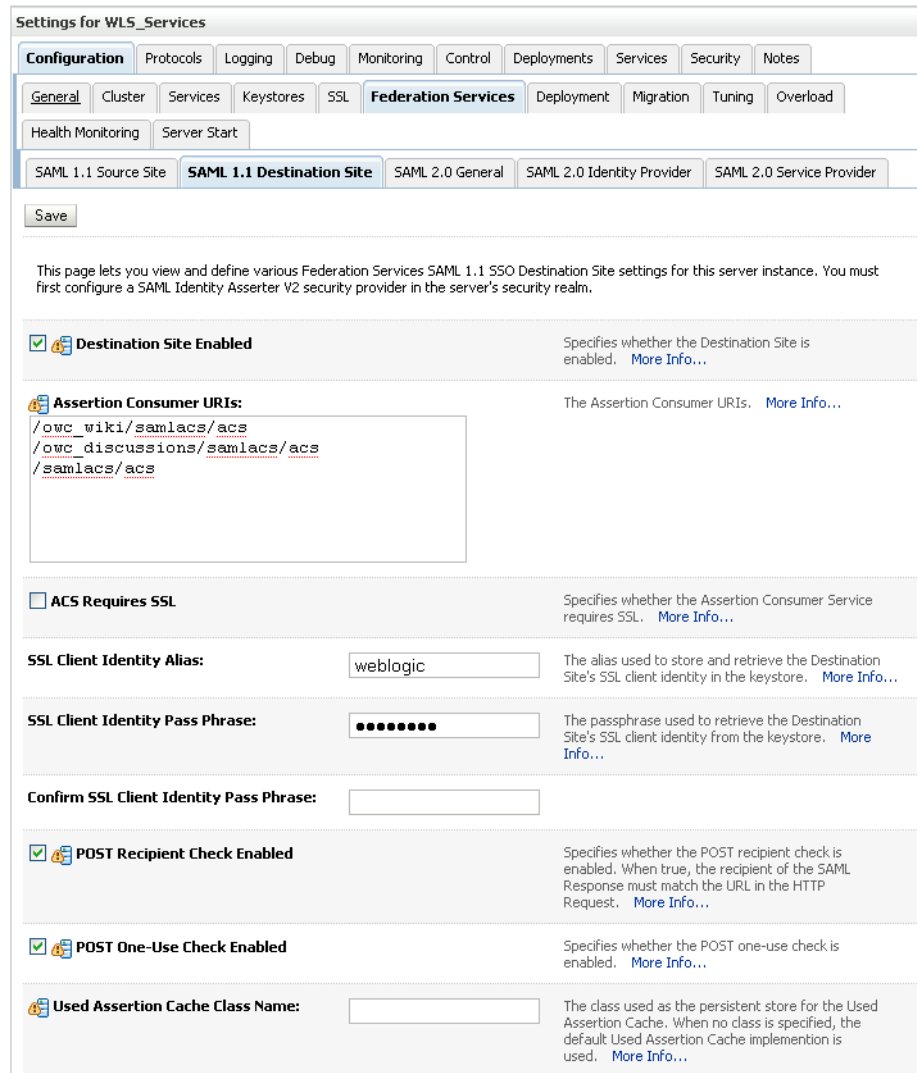 Settings for WLS_Services
Configuration Protocols Logging Debug Monitoring Control Deployments Services Security Notes
General Cluster Services Keystores SSL Federation Services Deployment Migration Tuning Overload
Health Monitoring Server Start
SAML 1.1 Source Site SAML 1.1 Destination Site SAML 2.0 General SAML 2.0 Identity Provider SAML 2.0 Service Provider
Save
This page lets you view and define various Federation Services SAML 1.1 SSO Destination Site settings for this server instance. You must
first configure a SAML Identity Asserter V2 security provider in the server's security realm.
Destination Site Enabled
Specifies whether the Destination Site is
enabled. More Info...
Assertion Consumer URIs:
The Assertion Consumer URIs. More Info...
/owc_wiki/samlacs/acs
/owc_discussions/samlacs/acs
/samlacs/acs
ACS Requires SSL
Specifies whether the Assertion Consumer Service
requires SSL. More Info...
SSL Client Identity Alias:
weblogic
The alias used to store and retrieve the Destination
Site's SSL client identity in the keystore. More Info...
SSL Client Identity Pass Phrase:
●●●●●●●●
The passphrase used to retrieve the Destination
Site's SSL client identity from the keystore. More
Info...
Confirm SSL Client Identity Pass Phrase:
POST Recipient Check Enabled
Specifies whether the POST recipient check is
enabled. When true, the recipient of the SAML
Response must match the URL in the HTTP
Request. More Info...
POST One-Use Check Enabled
Specifies whether the POST one-use check is
enabled. More Info...
Used Assertion Cache Class Name:
The class used as the persistent store for the Used
Assertion Cache. When no class is specified, the
default Used Assertion Cache implemention is
used. More Info...